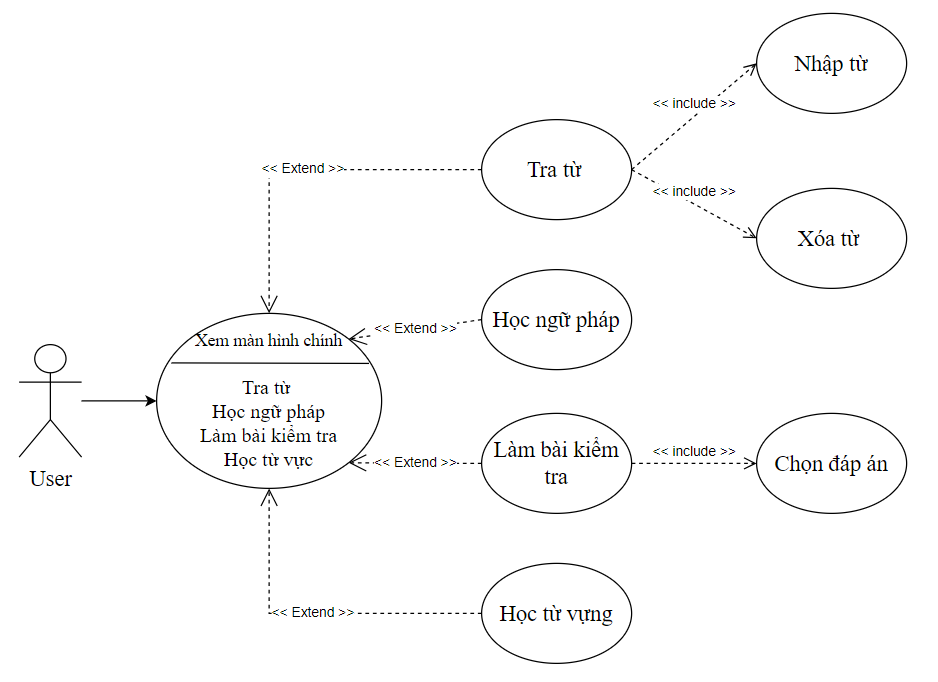 Nhập từ
<< include >>
<< Extend >>
Tra từ
<< include >>
Xóa từ
Học ngữ pháp
<< Extend >>
Xem màn hình chính
Tra từ
Học ngữ pháp
Làm bài kiểm tra
Học từ vực
User
Làm bài kiểm
tra
<< Extend >>
<< include >>
Chọn đáp án
<< Extend >>
Học từ vựng